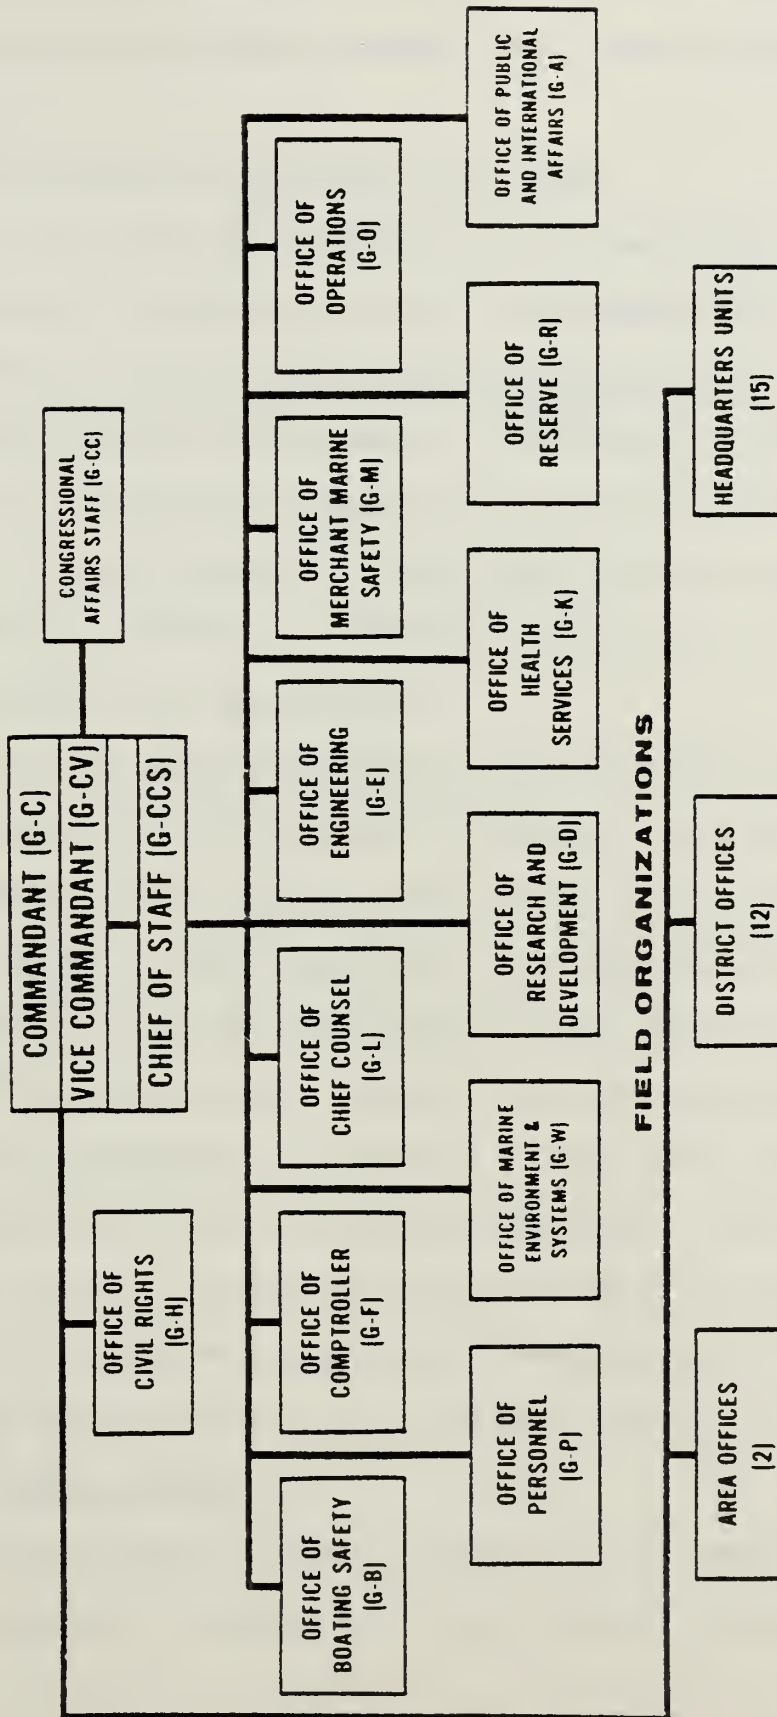 COMMANDANT (G-C)
VICE COMMANDANT (G-CV)
CHIEF OF STAFF (G-CCS)
CONGRESSIONAL
AFFAIRS STAFF (G-CC)
OFFICE OF
CIVIL RIGHTS
(G-H)
OFFICE OF
BOATING SAFETY
(G-B)
OFFICE OF
COMPTROLLER
(G-F)
OFFICE OF
CHIEF COUNSEL
(G-L)
OFFICE OF
ENGINEERING
(G-E)
OFFICE OF
MERCHANT MARINE
SAFETY (G-M)
OFFICE OF
OPERATIONS
(G-O)
OFFICE OF
PERSONNEL
(G-P)
OFFICE OF MARINE
ENVIRONMENT &
SYSTEMS (G-W)
OFFICE OF
RESEARCH AND
DEVELOPMENT (G-D)
OFFICE OF
HEALTH
SERVICES (G-K)
OFFICE OF
RESERVE (G-R)
OFFICE OF PUBLIC
AND INTERNATIONAL
AFFAIRS (G-A)
FIELD ORGANIZATIONS
AREA OFFICES
(2)
DISTRICT OFFICES
(12)
HEADQUARTERS UNITS
(15)